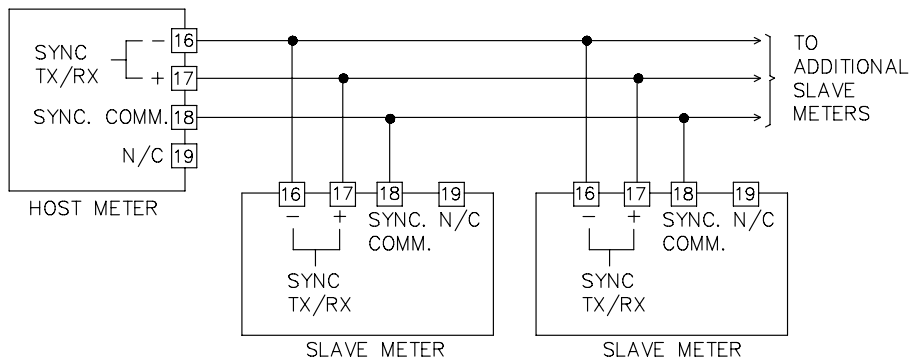 SYNC
TX/RX
− 16
+ 17
SYNC. COMM. 18
N/C 19
HOST METER
TO
ADDITIONAL
SLAVE
METERS
16 17 18 19
− + SYNC. N/C
COMM.
SYNC
TX/RX
SLAVE METER
16 17 18 19
− + SYNC. N/C
COMM.
SYNC
TX/RX
SLAVE METER